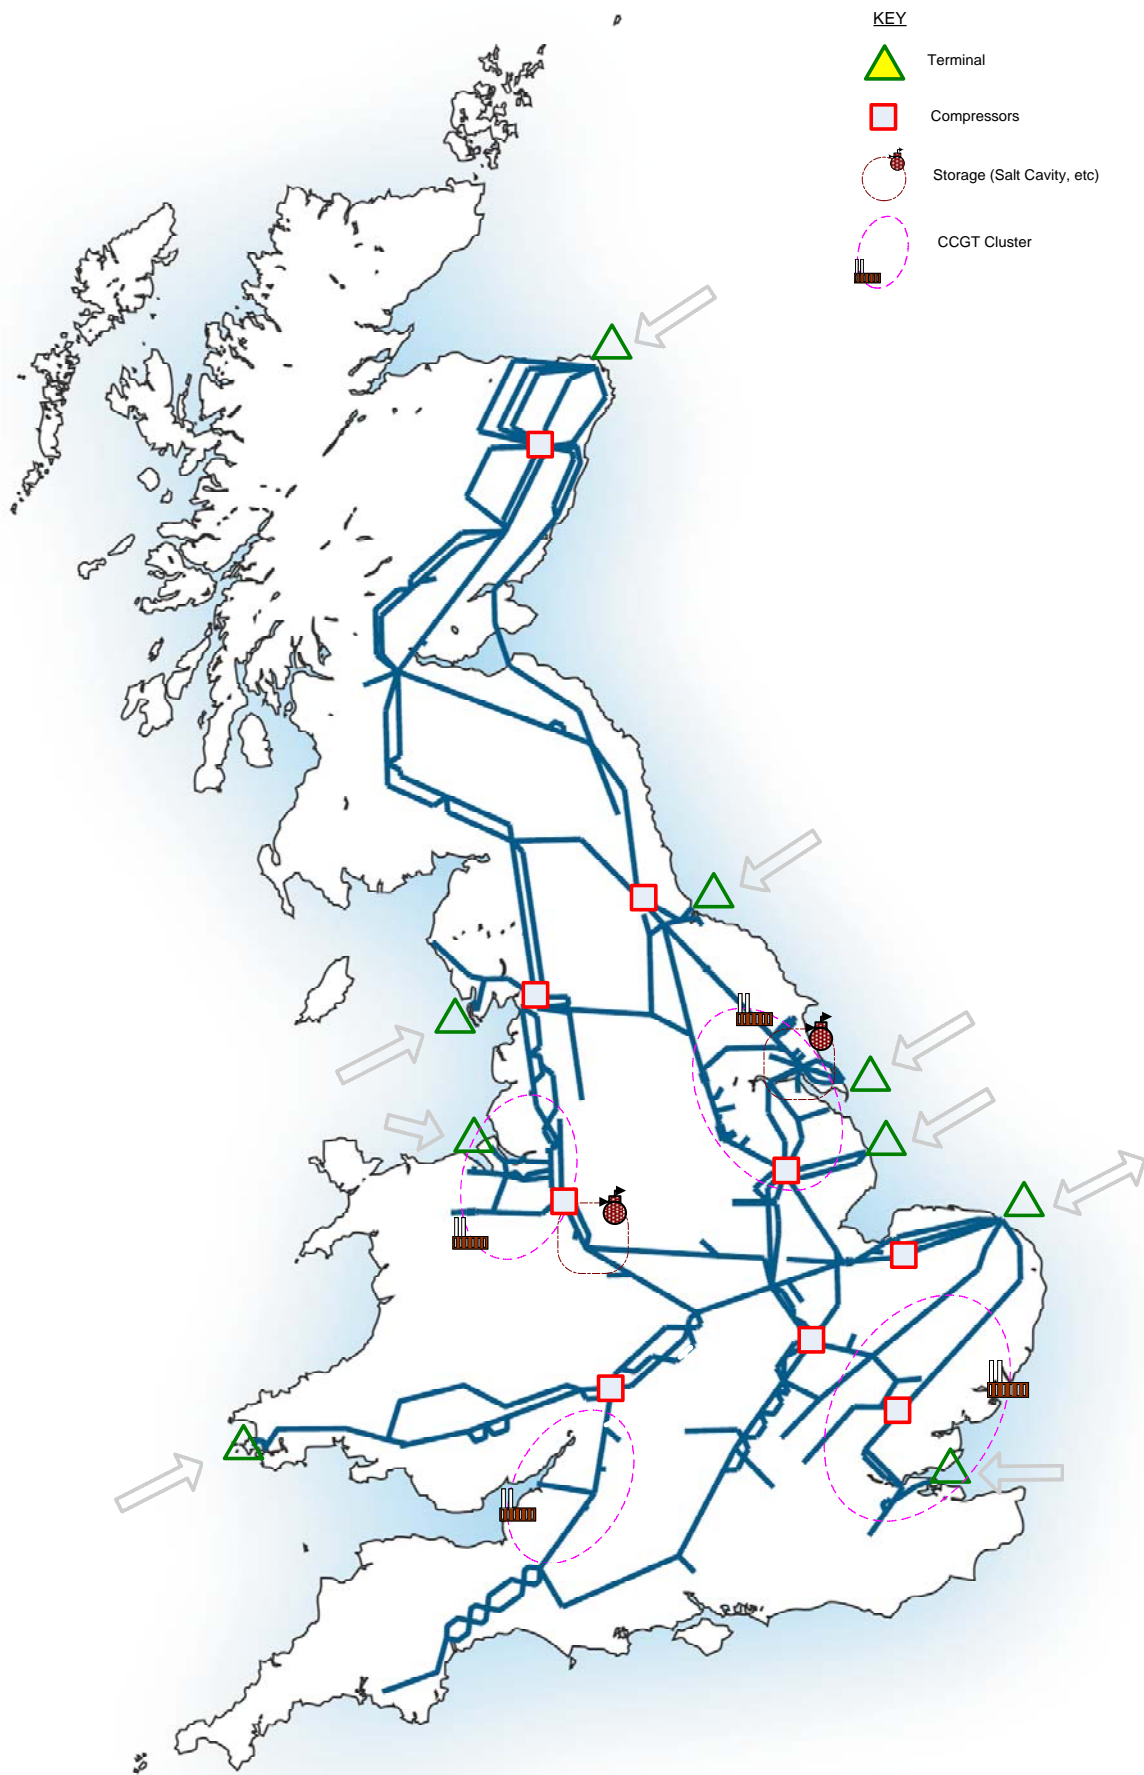 KEY
Terminal
Compressors
Storage (Salt Cavity, etc)
CCGT Cluster